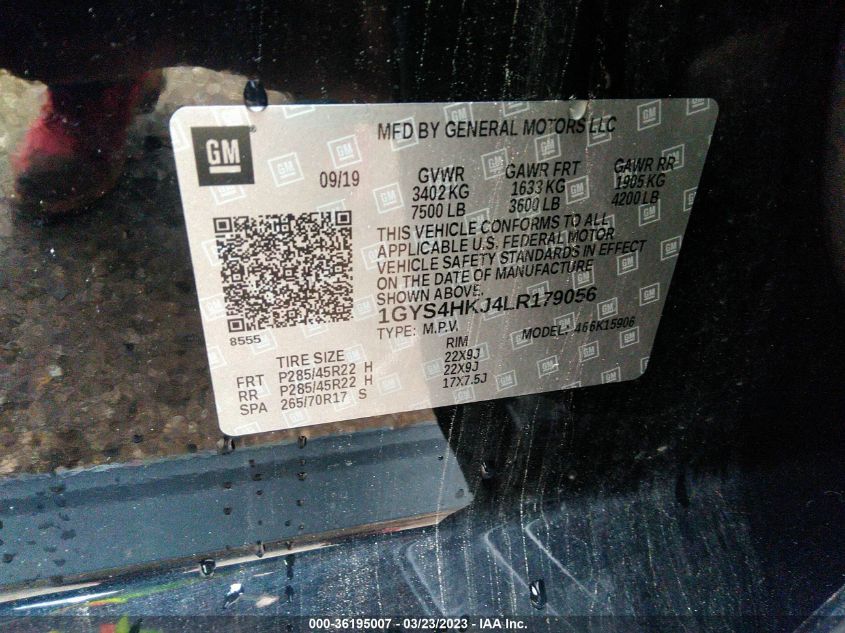 GM
MFD BY GENERAL MOTORS LLC
09/19
GVWR GAWR FRT GAWR RR
3402 KG 1633 KG 1905 KG
7500 LB 3600 LB 4200 LB
THIS VEHICLE CONFORMS TO ALL
APPLICABLE U.S. FEDERAL MOTOR
VEHICLE SAFETY STANDARDS IN EFFECT
ON THE DATE OF MANUFACTURE
SHOWN ABOVE.
1GYS4HKJ4LR179056
8555
TYPE: M.P.V. MODEL: 466K15906
TIRE SIZE RIM
FRT P285/45R22 H 22X9J
RR P285/45R22 H 22X9J
SPA 265/70R17 S 17X7.5J
000-36195007 - 03/23/2023 - IAA Inc.